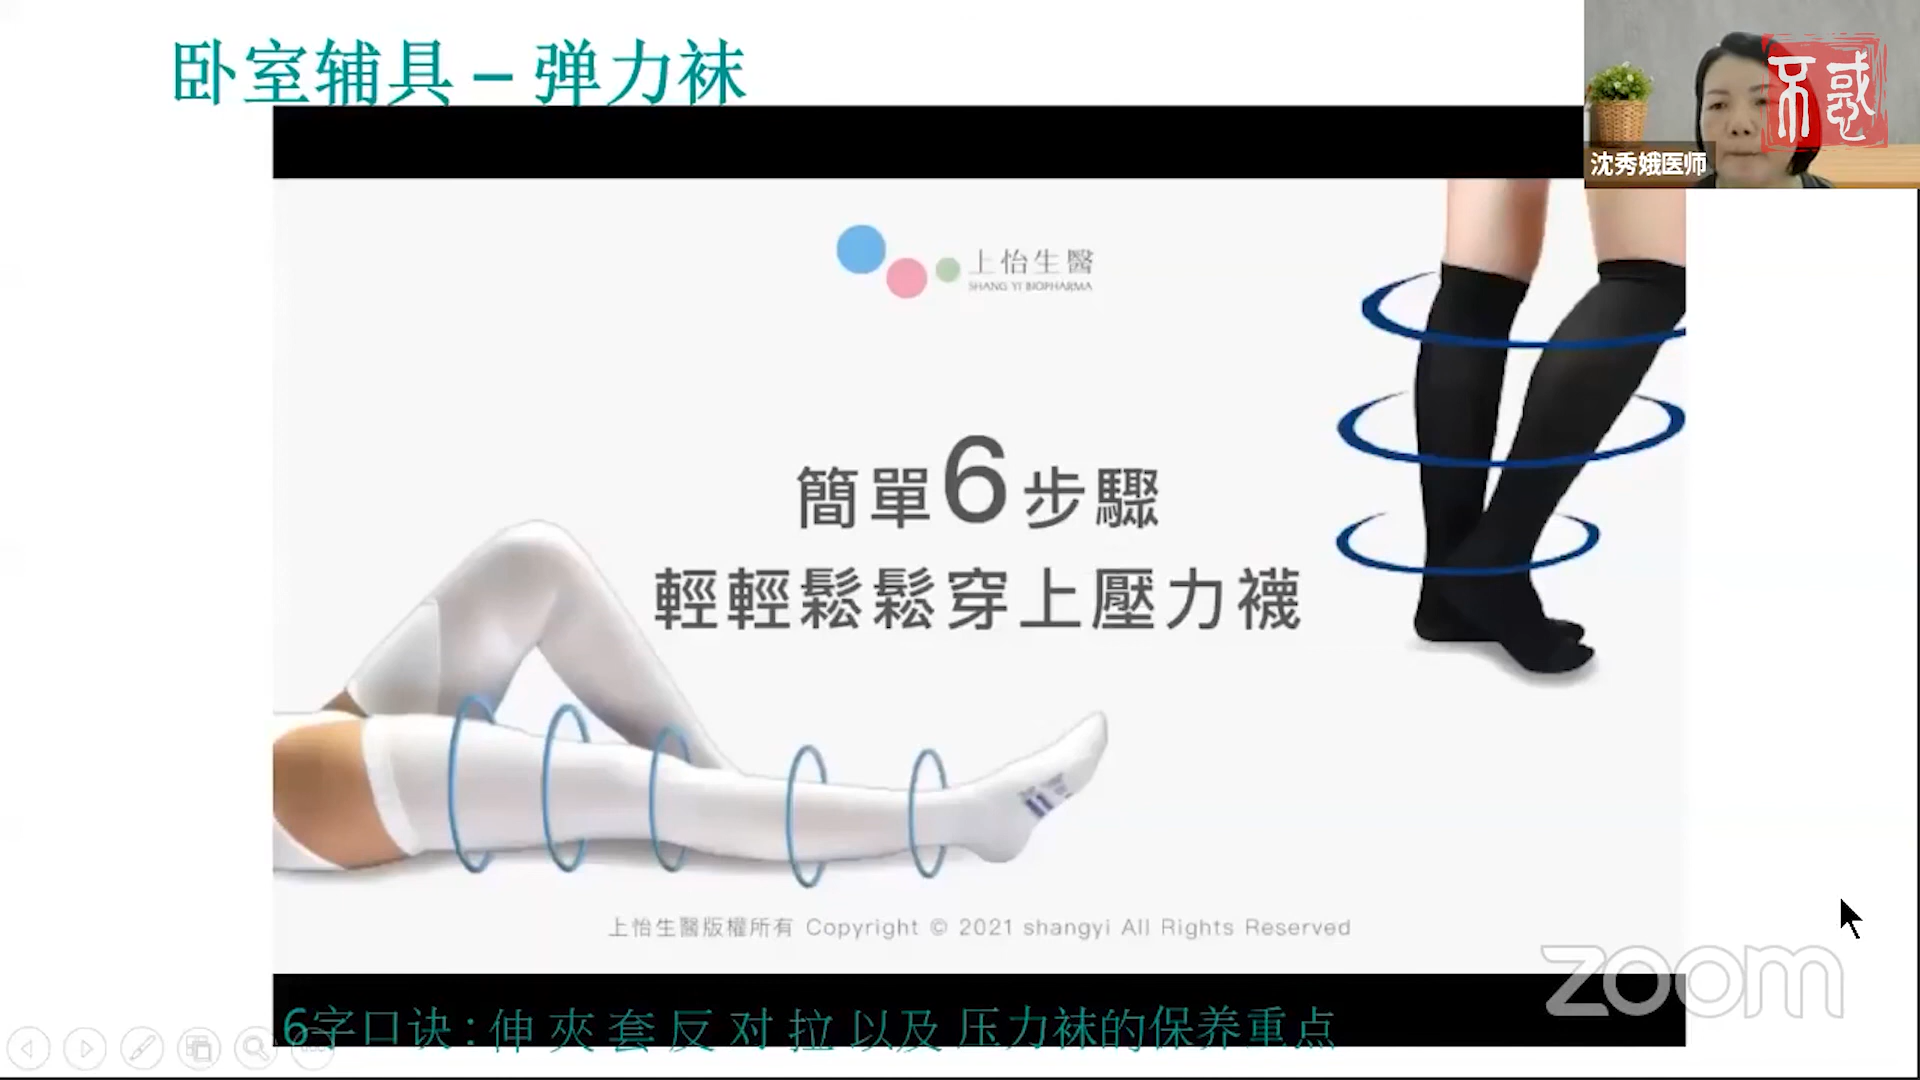 卧室辅具 – 弹力袜
不惑
沈秀娥医师
上怡生醫
SHANG YI BIOPHARMA
簡單6步驟
輕輕鬆鬆穿上壓力襪
上怡生醫版權所有 Copyright © 2021 shangyi All Rights Reserved
zoom
6字口诀 : 伸 夾 套 反 对 拉 以及 压力袜的保养重点